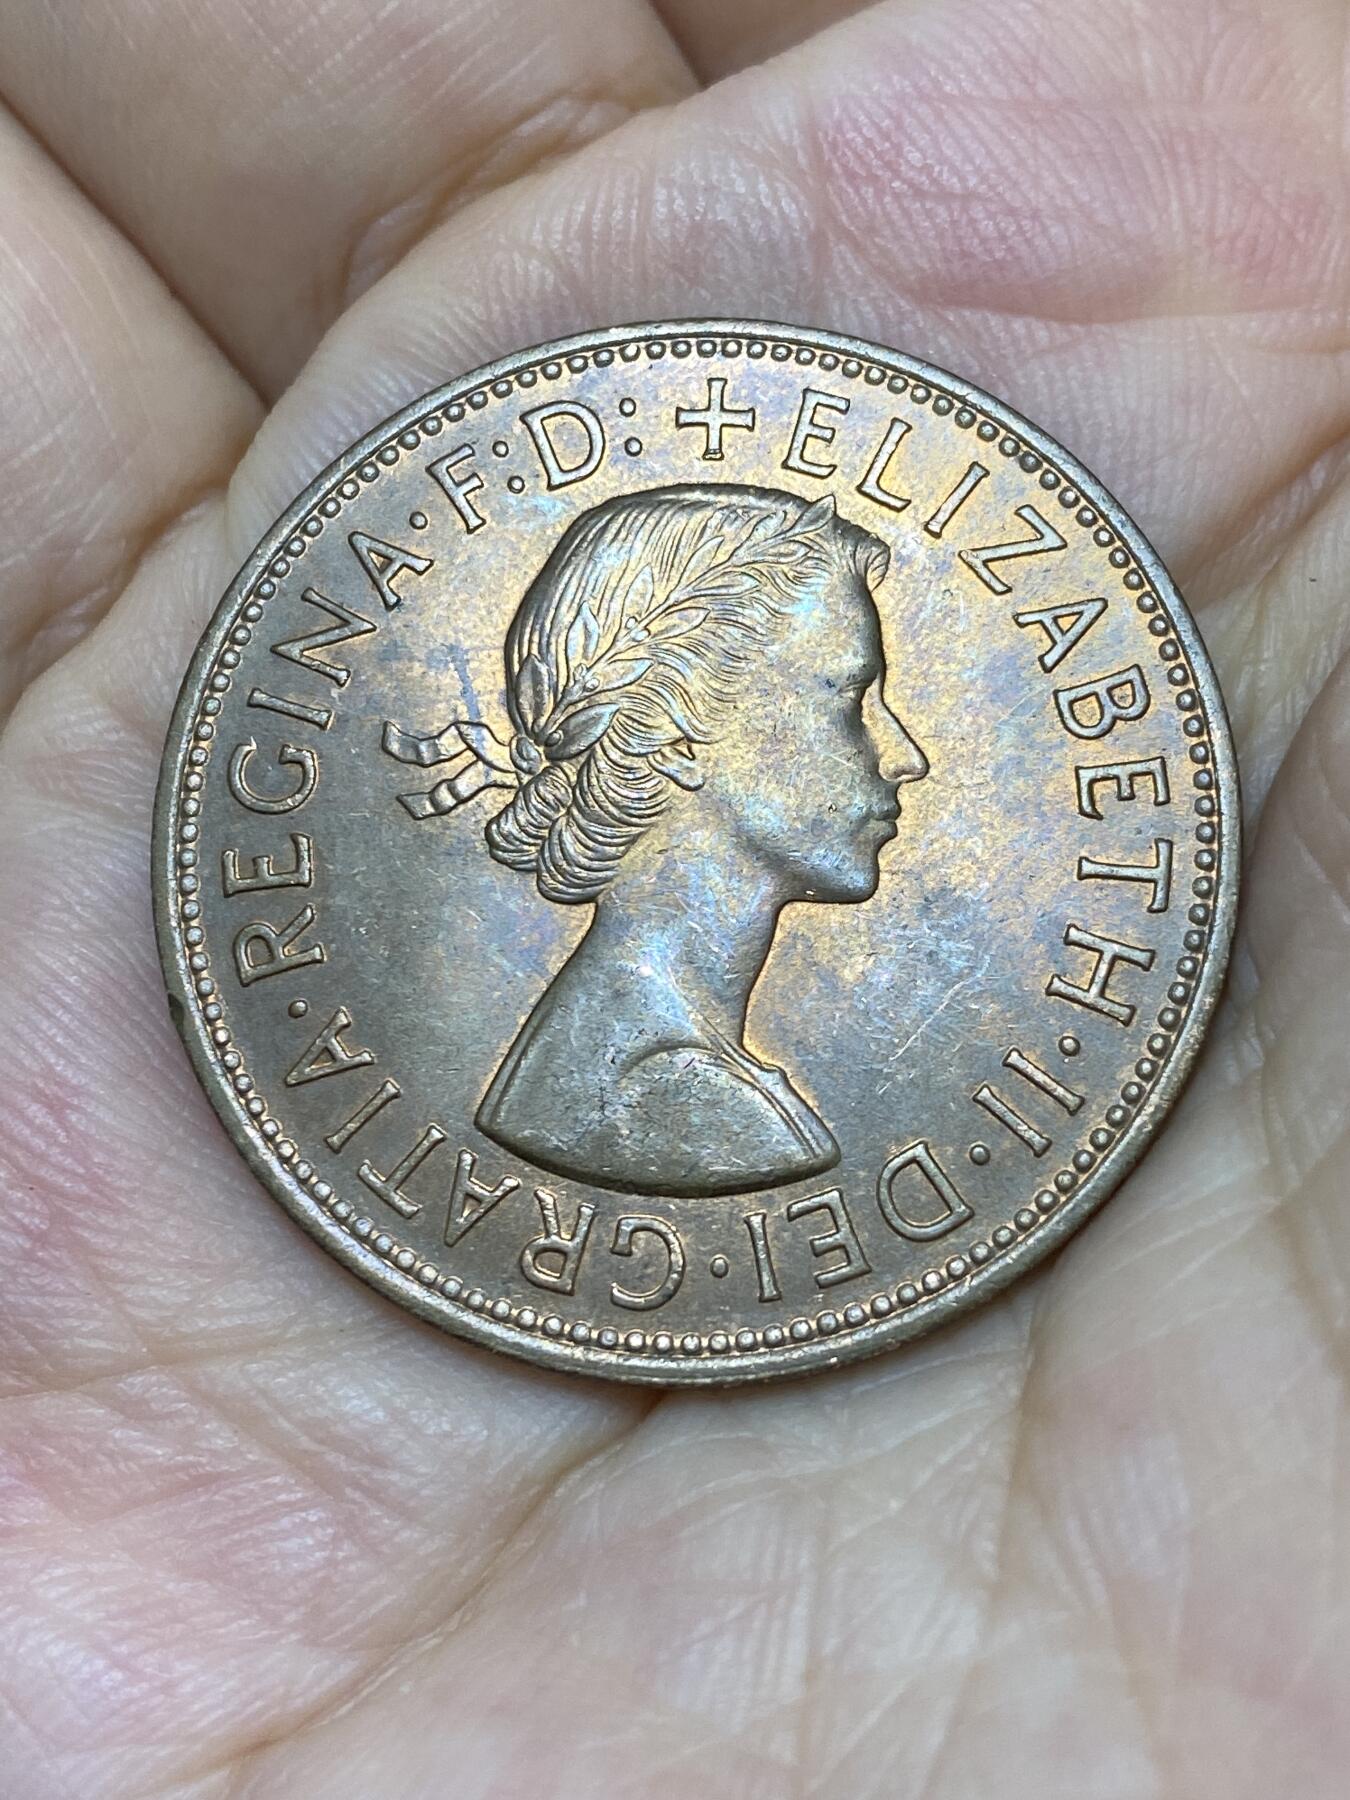 + ELIZABETH · II · DEI · GRATIA · REGINA · F : D :